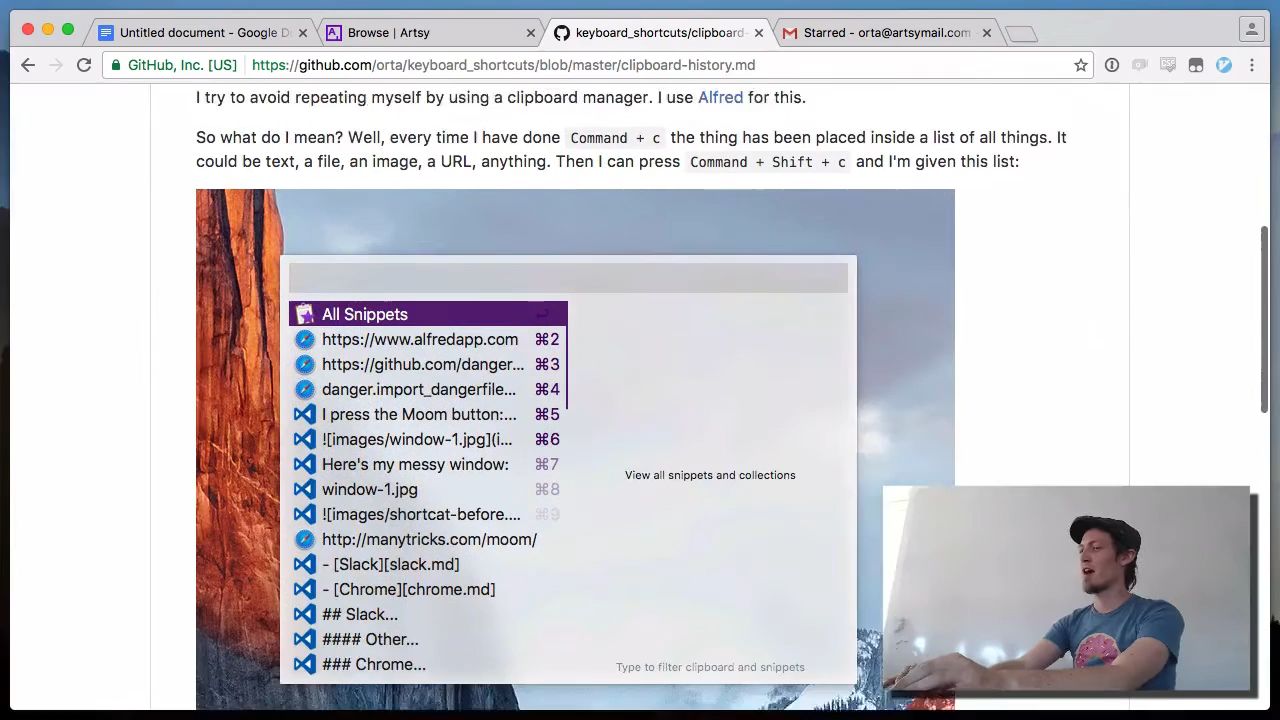 Untitled document - Google D
Browse | Artsy
keyboard_shortcuts/clipboard-
Starred - orta@artsymail.com
GitHub, Inc. [US]
https://github.com/orta/keyboard_shortcuts/blob/master/clipboard-history.md
I try to avoid repeating myself by using a clipboard manager. I use Alfred for this.
So what do I mean? Well, every time I have done Command + c the thing has been placed inside a list of all things. It
could be text, a file, an image, a URL, anything. Then I can press Command + Shift + c and I'm given this list:
All Snippets
https://www.alfredapp.com ⌘2
https://github.com/danger... ⌘3
danger.import_dangerfile... ⌘4
I press the Moom button:... ⌘5
![images/window-1.jpg](i... ⌘6
Here's my messy window: ⌘7
window-1.jpg ⌘8
![images/shortcat-before.... ⌘9
http://manytricks.com/moom/
- [Slack][slack.md]
- [Chrome][chrome.md]
## Slack...
#### Other...
### Chrome...
View all snippets and collections
Type to filter clipboard and snippets